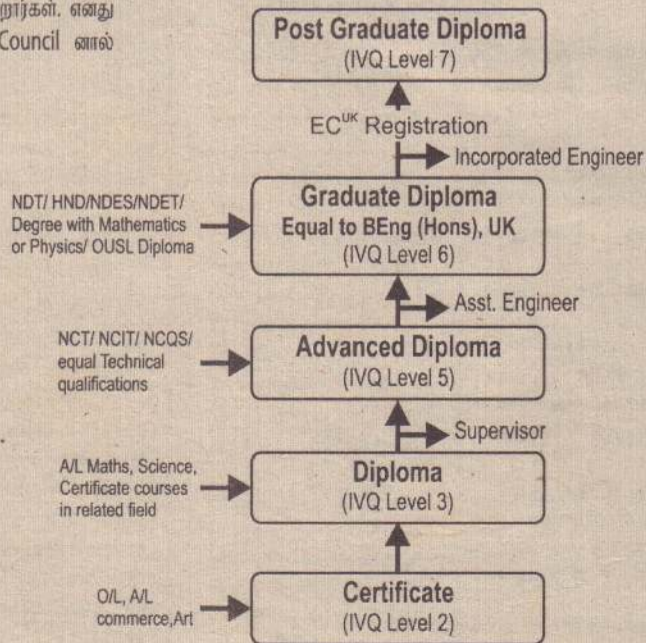 றார்கள். எனது
Council னால்
Post Graduate Diploma
(IVQ Level 7)
EC^UK Registration
Incorporated Engineer
NDT/ HND/NDES/NDET/
Degree with Mathematics
or Physics/ OUSL Diploma
Graduate Diploma
Equal to BEng (Hons), UK
(IVQ Level 6)
Asst. Engineer
NCT/ NCIT/ NCQS/
equal Technical
qualifications
Advanced Diploma
(IVQ Level 5)
Supervisor
A/L Maths, Science,
Certificate courses
in related field
Diploma
(IVQ Level 3)
O/L, A/L
commerce,Art
Certificate
(IVQ Level 2)